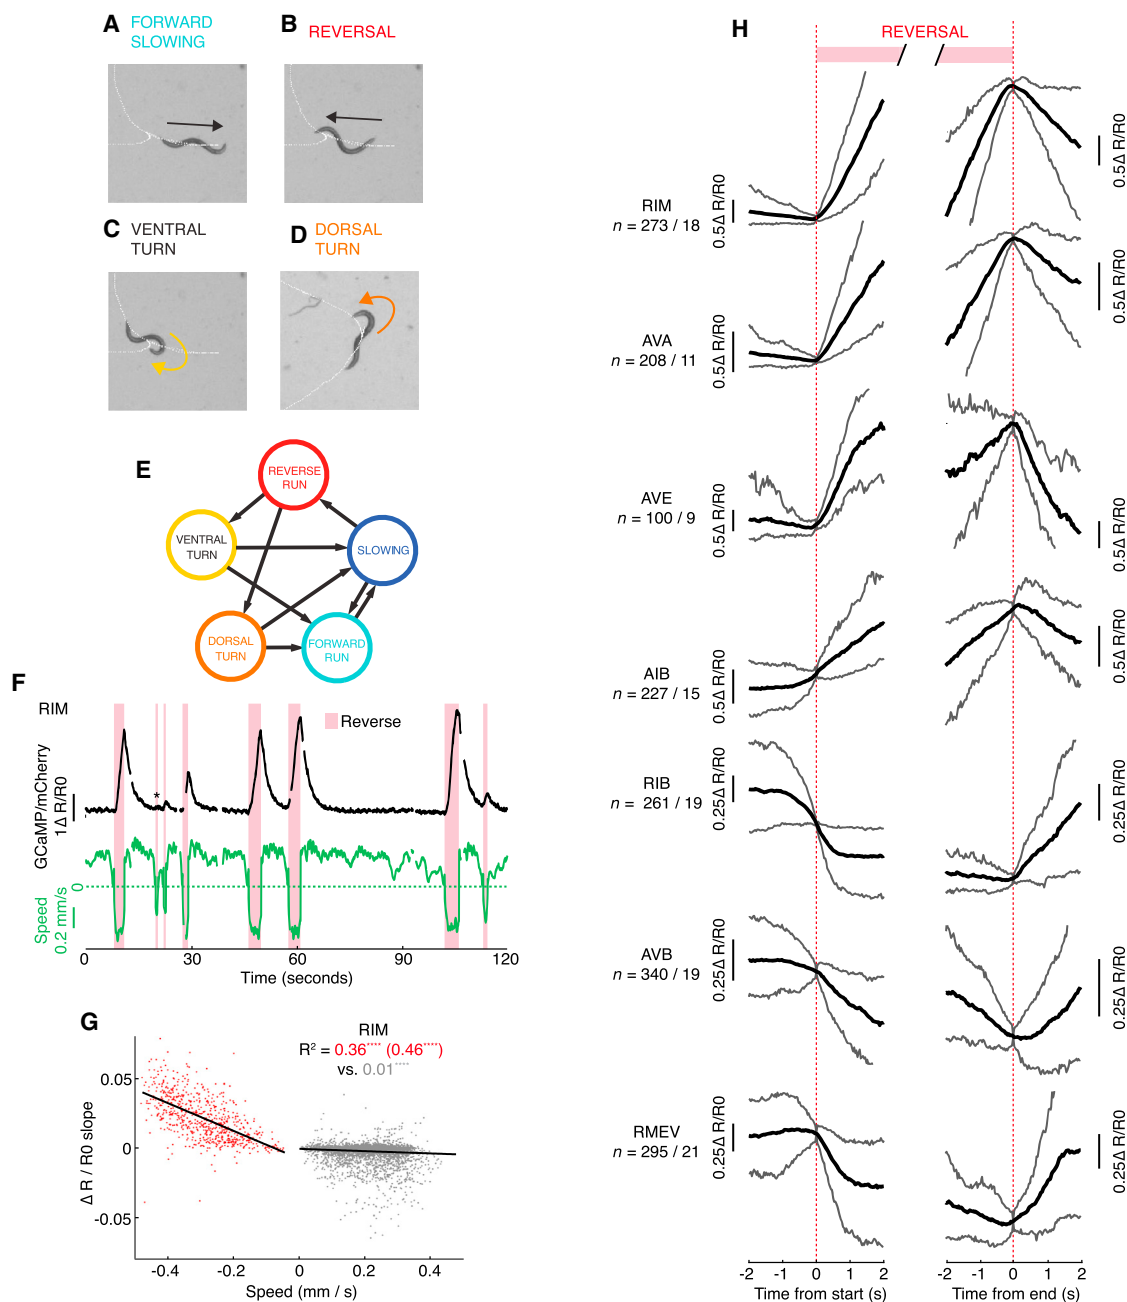 A
FORWARD
SLOWING
B
REVERSAL
C
VENTRAL
TURN
D
DORSAL
TURN
E
REVERSE
RUN
VENTRAL
TURN
SLOWING
DORSAL
TURN
FORWARD
RUN
F
RIM
Reverse
*
GCaMP/mCherry
1Δ R/R0
0
Speed
0.2 mm/s
0 30 60 90 120
Time (seconds)
G
RIM
R² = 0.36**** (0.46****)
vs. 0.01****
Δ R / R0 slope
0.05
0
-0.05
-0.4 -0.2 0 0.2 0.4
Speed (mm / s)
H
REVERSAL
RIM
n = 273 / 18
0.5Δ R/R0
0.5Δ R/R0
AVA
n = 208 / 11
0.5Δ R/R0
0.5Δ R/R0
AVE
n = 100 / 9
0.5Δ R/R0
0.5Δ R/R0
AIB
n = 227 / 15
0.5Δ R/R0
0.5Δ R/R0
RIB
n = 261 / 19
0.25Δ R/R0
0.25Δ R/R0
AVB
n = 340 / 19
0.25Δ R/R0
0.25Δ R/R0
RMEV
n = 295 / 21
0.25Δ R/R0
0.25Δ R/R0
-2 -1 0 1 2
Time from start (s)
-2 -1 0 1 2
Time from end (s)